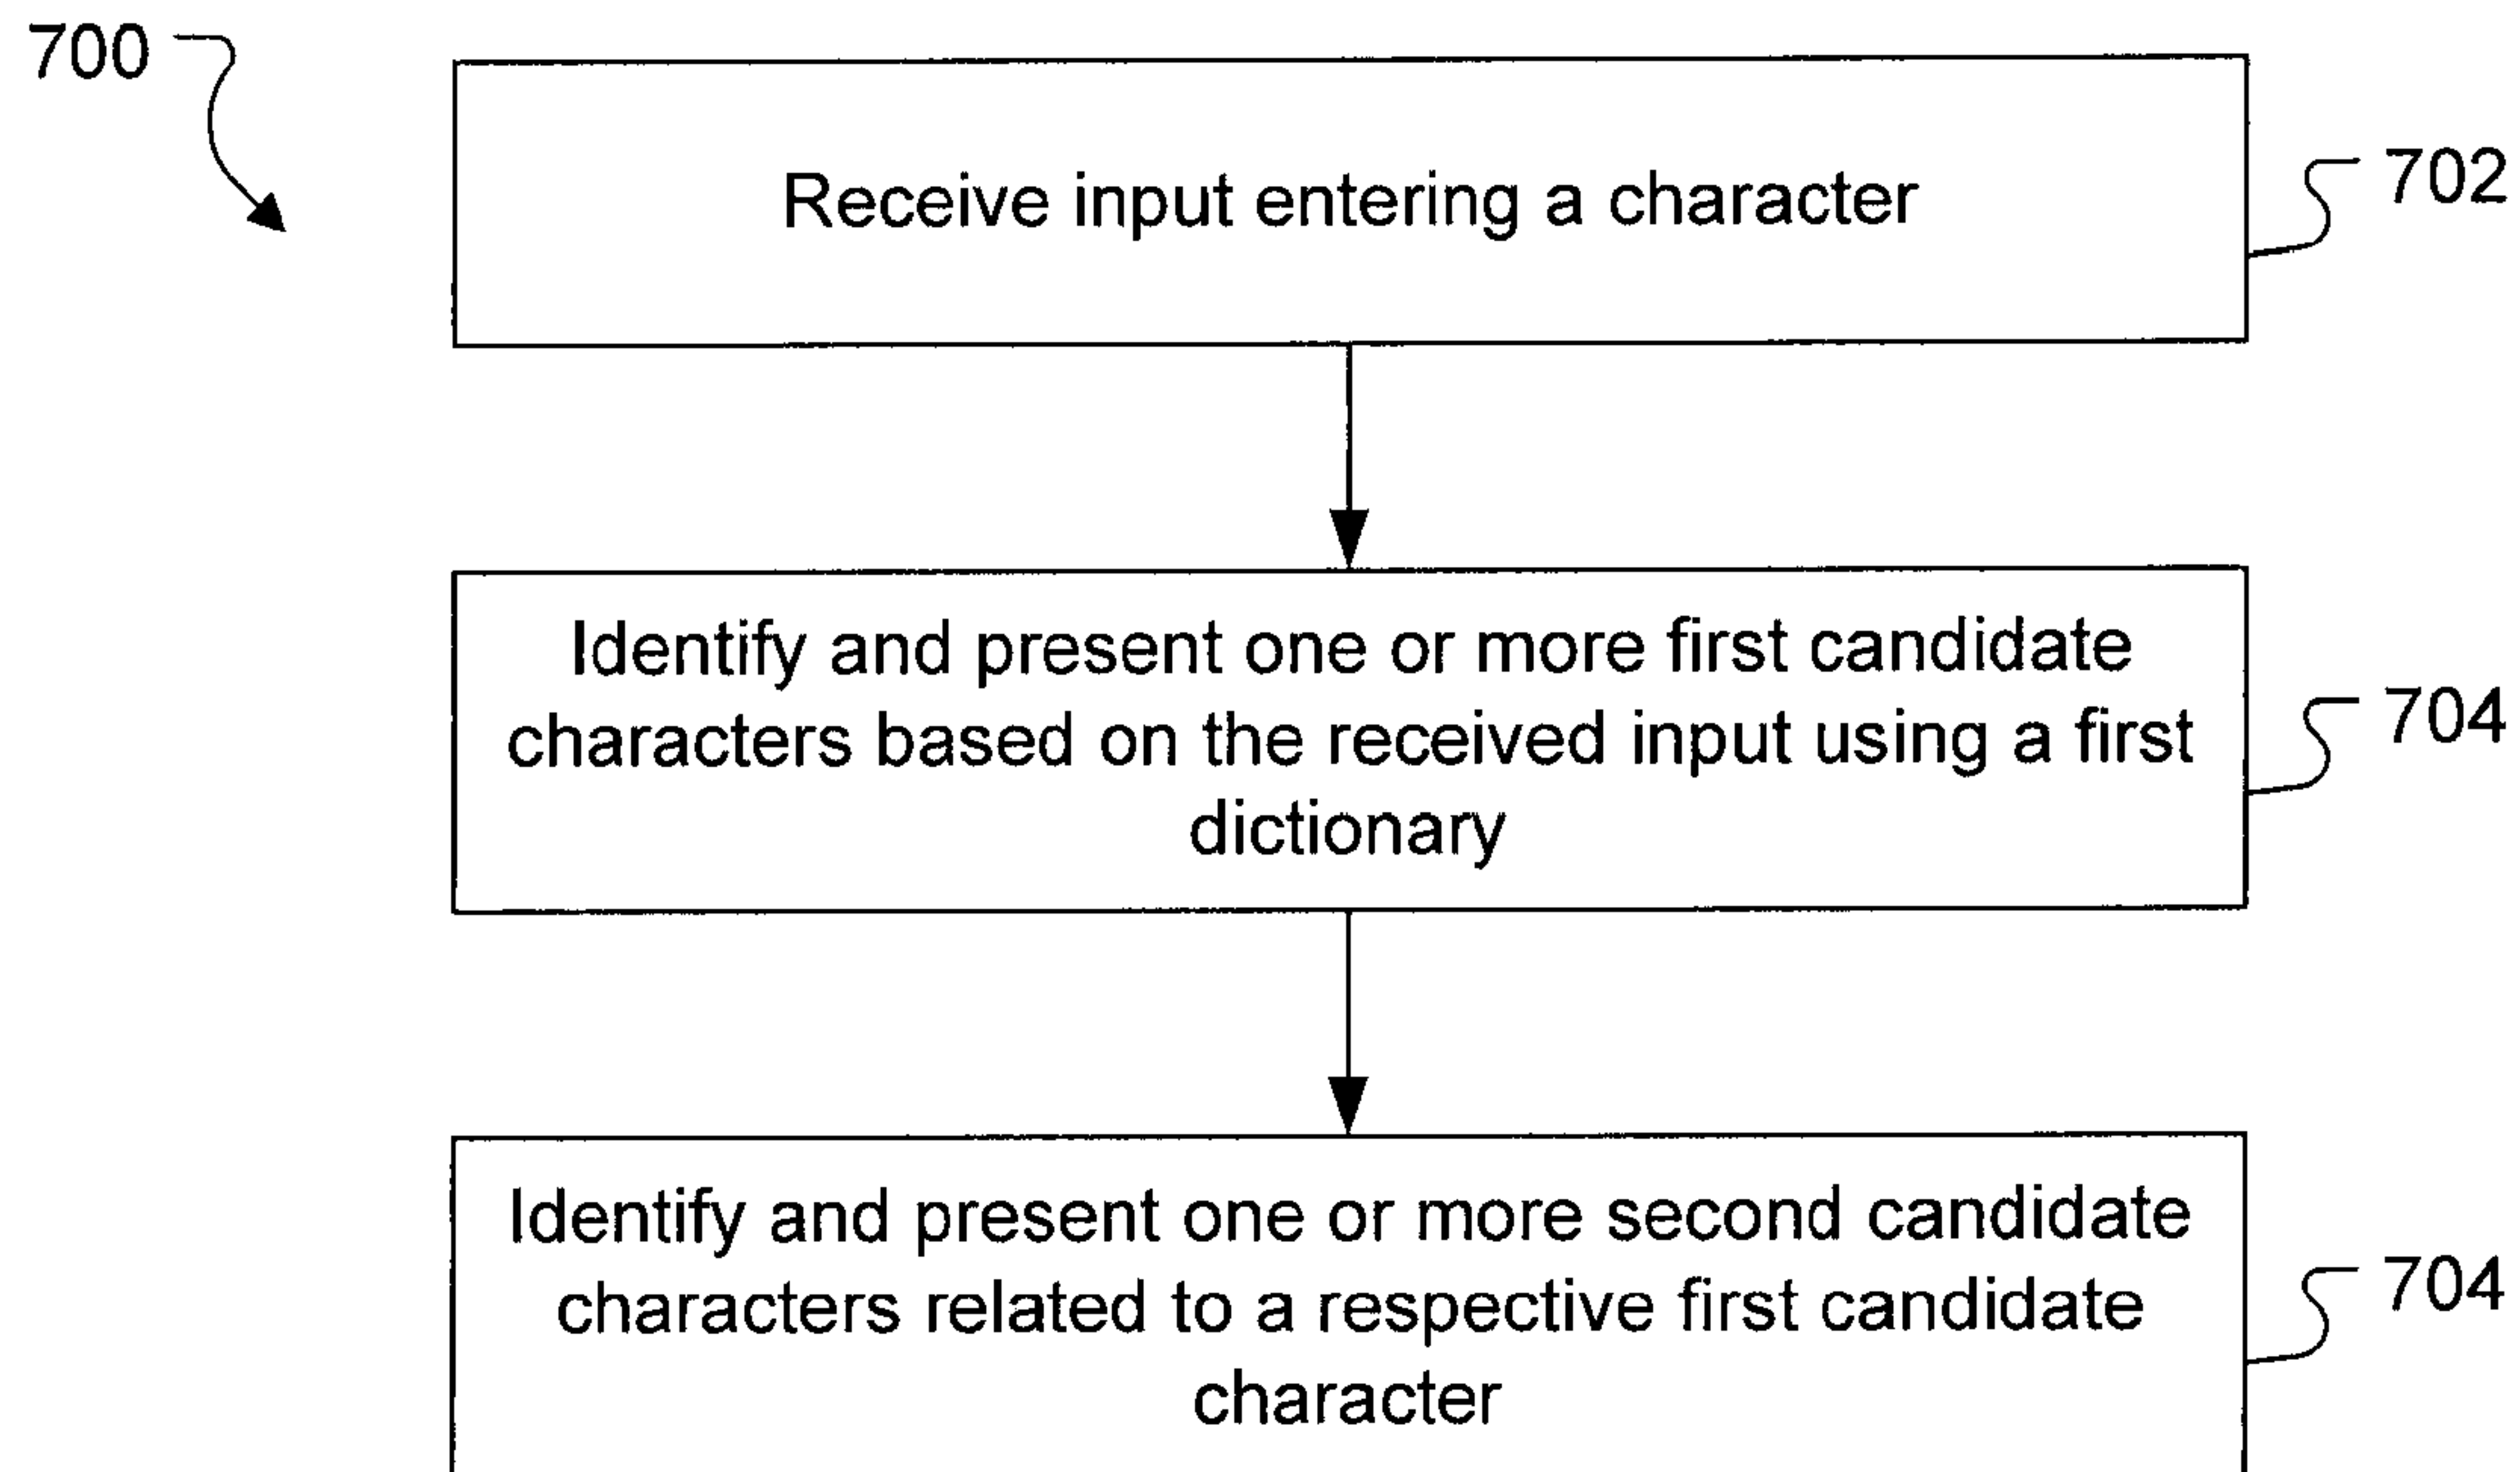 700
Receive input entering a character
702
Identify and present one or more first candidate
characters based on the received input using a first
dictionary
704
Identify and present one or more second candidate
characters related to a respective first candidate
character
704